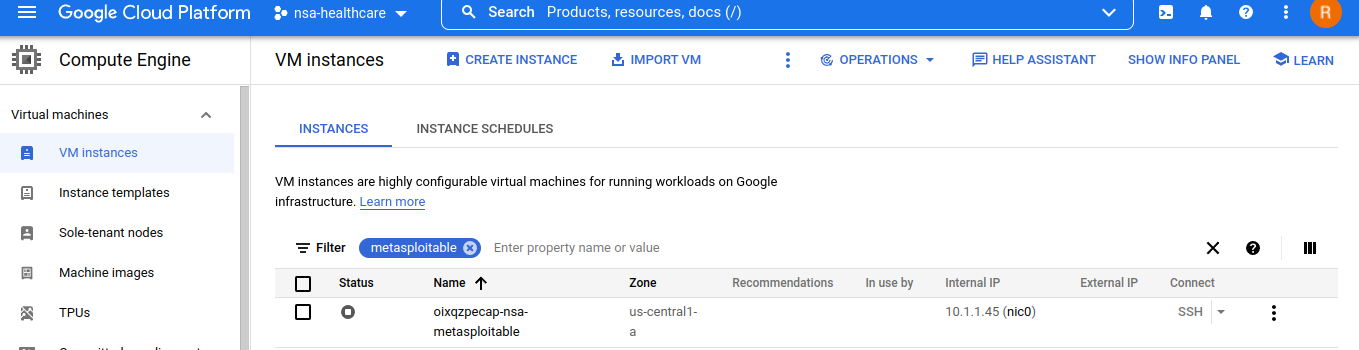 Google Cloud Platform
nsa-healthcare
Search Products, resources, docs (/)
R
Compute Engine
VM instances
CREATE INSTANCE
IMPORT VM
OPERATIONS
HELP ASSISTANT
SHOW INFO PANEL
LEARN
Virtual machines
VM instances
Instance templates
Sole-tenant nodes
Machine images
TPUs
INSTANCES
INSTANCE SCHEDULES
VM instances are highly configurable virtual machines for running workloads on Google
infrastructure. Learn more
Filter metasploitable Enter property name or value
Status Name Zone Recommendations In use by Internal IP External IP Connect
oixqzpecap-nsa- us-central1- 10.1.1.45 (nic0) SSH
metasploitable a